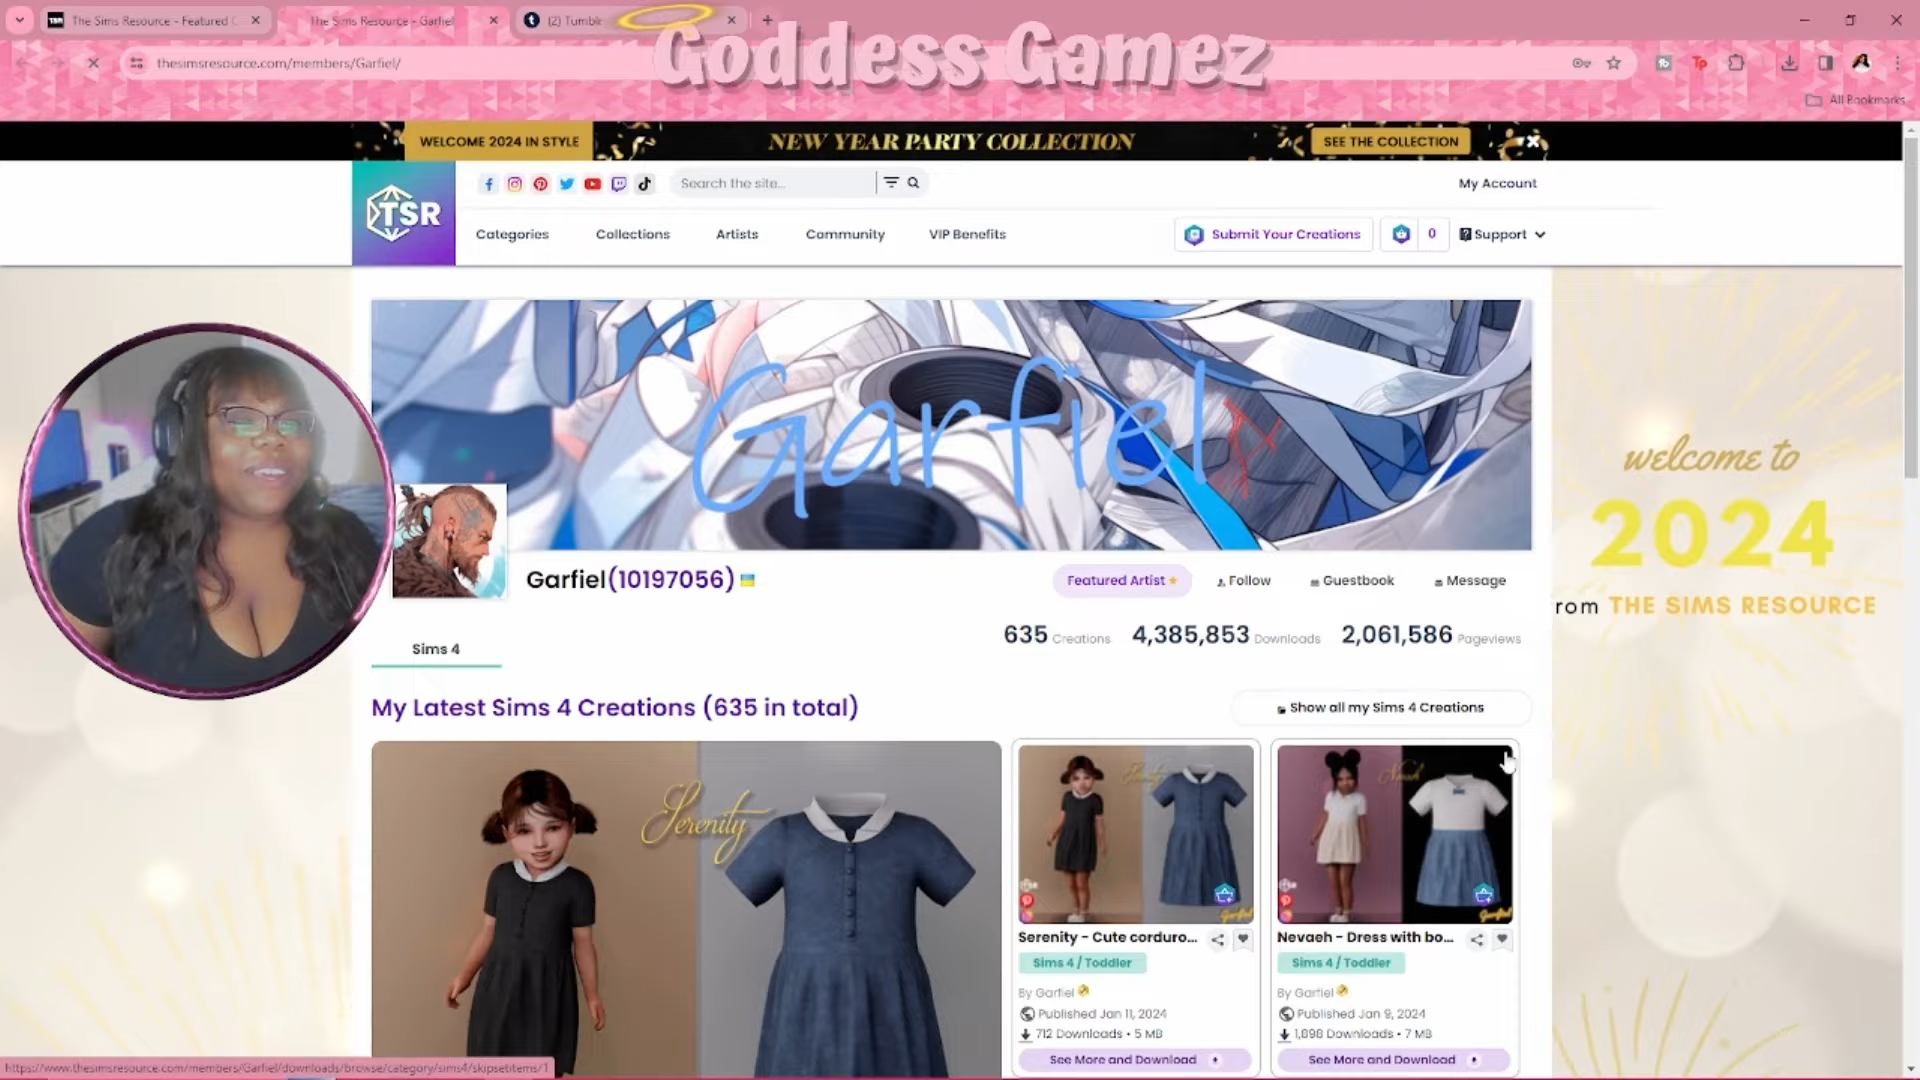 The Sims Resource - Featured C
The Sims Resource - Garfiel
(2) Tumblr
Goddess Gamez
thesimsresource.com/members/Garfiel/
All Bookmarks
WELCOME 2024 IN STYLE
NEW YEAR PARTY COLLECTION
SEE THE COLLECTION
TSR
Search the site...
My Account
Categories
Collections
Artists
Community
VIP Benefits
Submit Your Creations
0
Support
Garfiel
Garfiel(10197056)
Featured Artist
Follow
Guestbook
Message
635 Creations
4,385,853 Downloads
2,061,586 Pageviews
Sims 4
My Latest Sims 4 Creations (635 in total)
Show all my Sims 4 Creations
Serenity
Serenity
Nevaeh
Garfiel
Garfiel
Serenity - Cute corduro...
Sims 4 / Toddler
By Garfiel
Published Jan 11, 2024
712 Downloads • 5 MB
See More and Download
Nevaeh - Dress with bo...
Sims 4 / Toddler
By Garfiel
Published Jan 9, 2024
1,898 Downloads • 7 MB
See More and Download
welcome to
2024
rom THE SIMS RESOURCE
https://www.thesimsresource.com/members/Garfiel/downloads/browse/category/sims4/skipsetitems/1